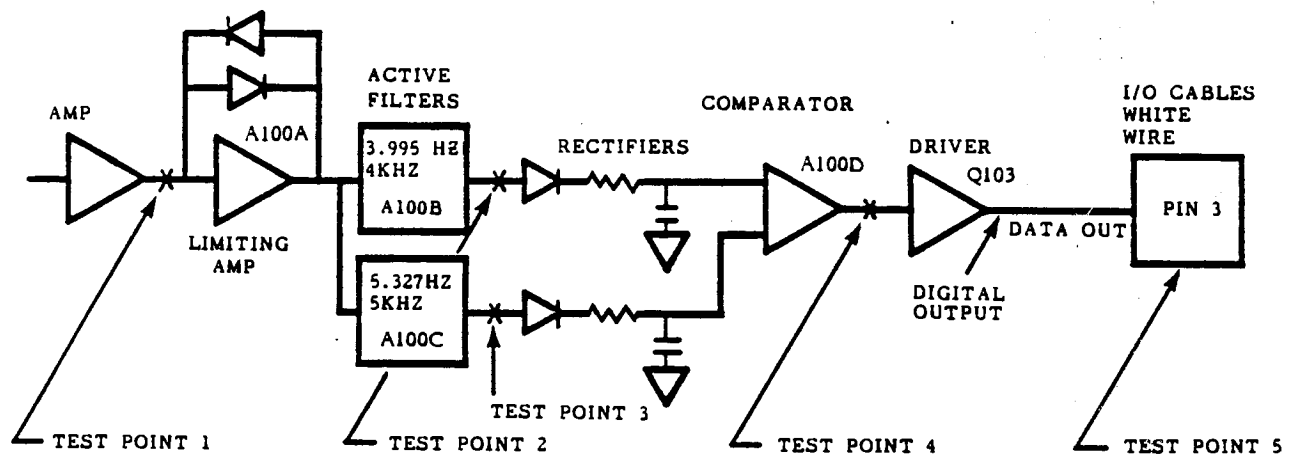 AMP
A100A
LIMITING
AMP
ACTIVE
FILTERS
3.995 HZ
4KHZ
A100B
5.327HZ
5KHZ
A100C
RECTIFIERS
COMPARATOR
A100D
DRIVER
Q103
DATA OUT
DIGITAL
OUTPUT
I/O CABLES
WHITE
WIRE
PIN 3
TEST POINT 1
TEST POINT 2
TEST POINT 3
TEST POINT 4
TEST POINT 5